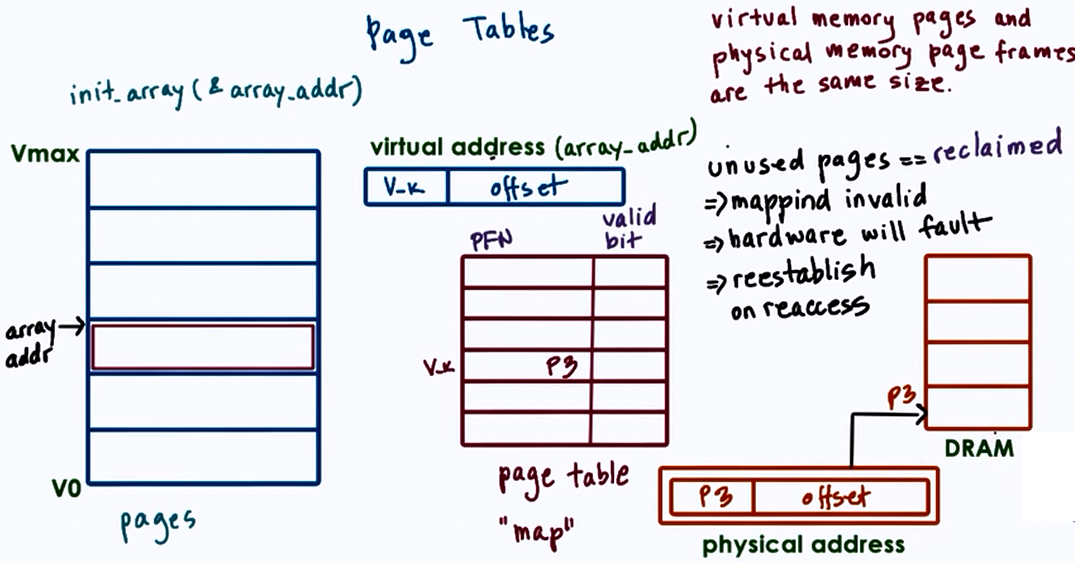 Page Tables
virtual memory pages and
physical memory page frames
are the same size.
init_array (& array_addr)
Vmax
array
addr
V0
pages
virtual address (array_addr)
V_k offset
PFN valid
bit
V_k P3
page table
"map"
unused pages == reclaimed
=> mappind invalid
=> hardware will fault
=> reestablish
on reaccess
P3
DRAM
P3 offset
physical address